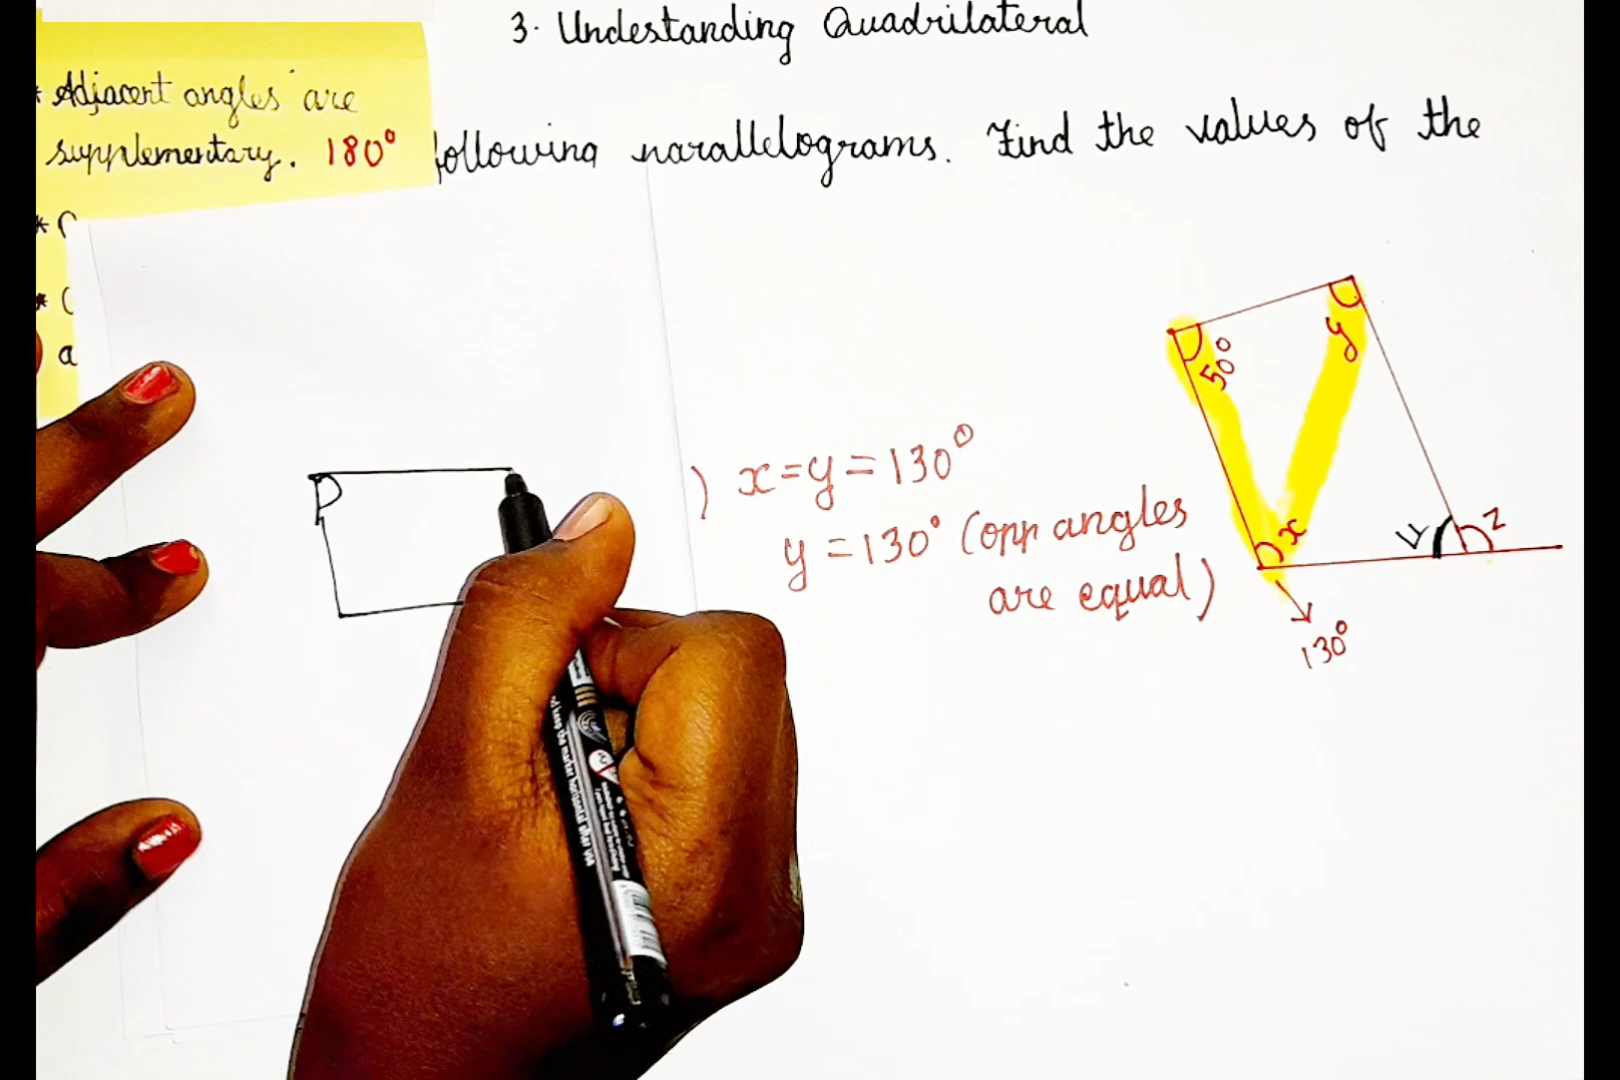 3. Undestanding Quadrilateral
* Adjacent angles are
supplementary. 180°
following parallelograms. Find the values of the
*
* (
a
50°
y
) x=y=130°
y=130° (opp angles
are equal)
x
z
130°